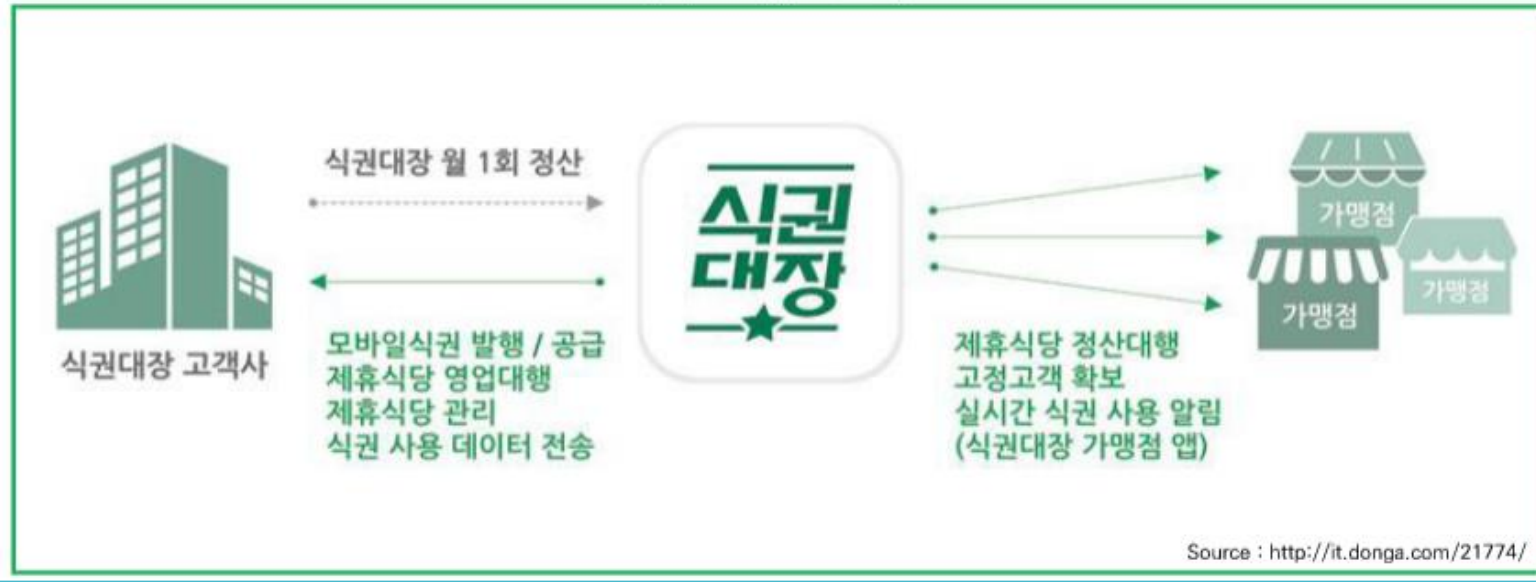 식권대장 월 1회 정산
식권대장 고객사
모바일식권 발행 / 공급
제휴식당 영업대행
제휴식당 관리
식권 사용 데이터 전송
식권
대장
제휴식당 정산대행
고정고객 확보
실시간 식권 사용 알림
(식권대장 가맹점 앱)
가맹점
가맹점
가맹점
Source : http://it.donga.com/21774/